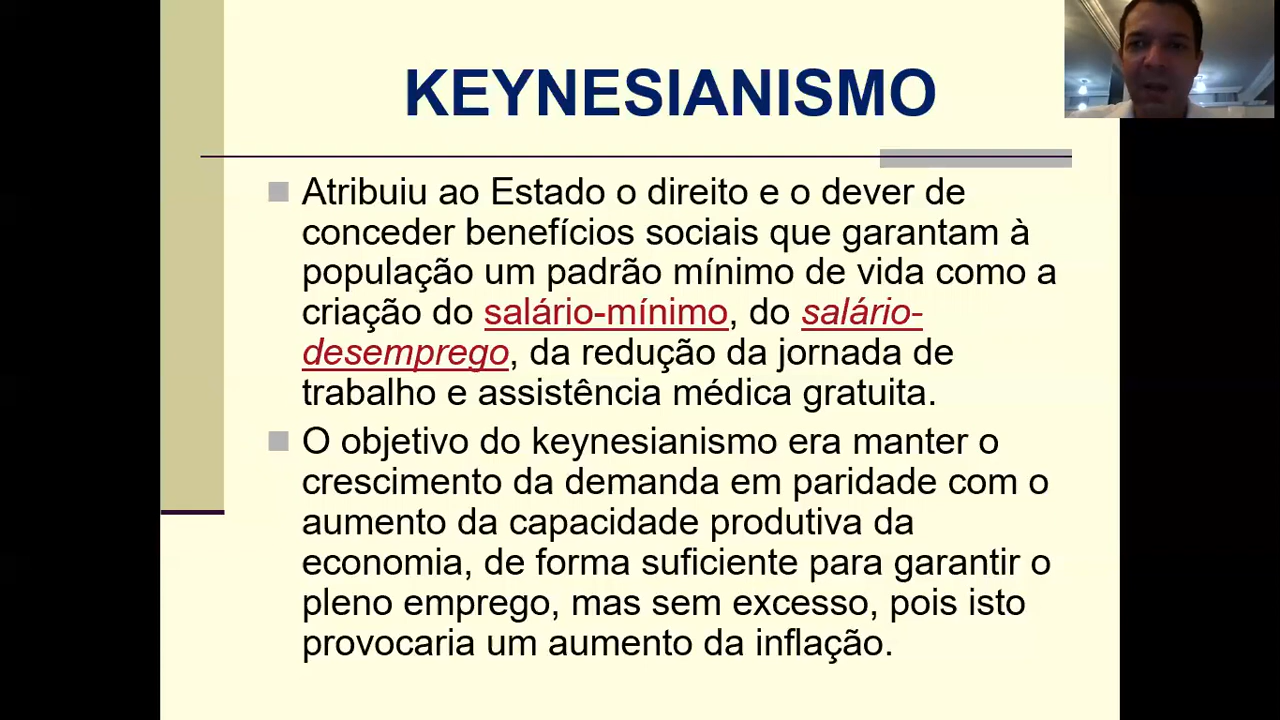 KEYNESIANISMO
Atribuiu ao Estado o direito e o dever de
conceder benefícios sociais que garantam à
população um padrão mínimo de vida como a
criação do salário-mínimo, do salário-
desemprego, da redução da jornada de
trabalho e assistência médica gratuita.
O objetivo do keynesianismo era manter o
crescimento da demanda em paridade com o
aumento da capacidade produtiva da
economia, de forma suficiente para garantir o
pleno emprego, mas sem excesso, pois isto
provocaria um aumento da inflação.